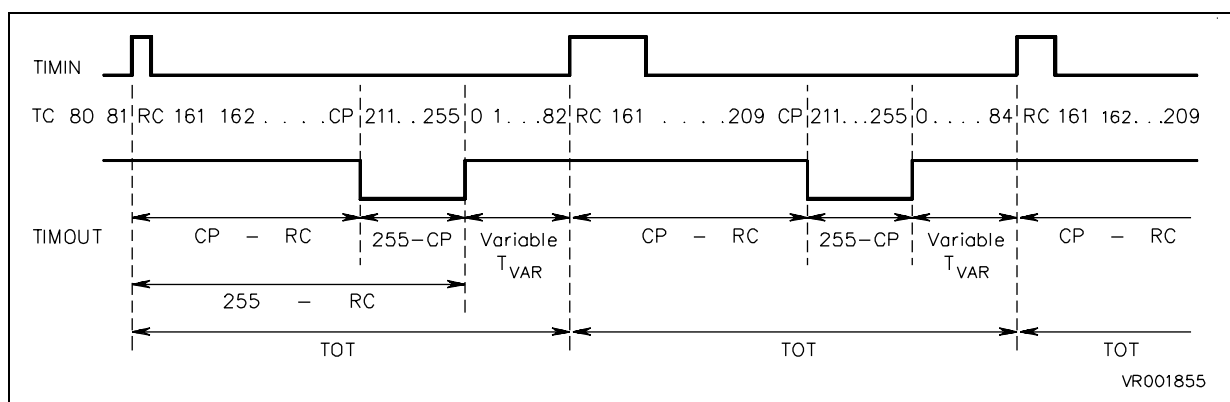 TIMIN
TC 80 81 RC 161 162 . . . . CP 211. . 255 0 1 . . . 82 RC 161 . . . . 209 CP 211. . . 255 0 . . . . 84 RC 161 162. . . 209
TIMOUT
CP - RC 255-CP Variable CP - RC 255-CP Variable CP - RC
TVAR TVAR
255 - RC
TOT TOT TOT
VR001855